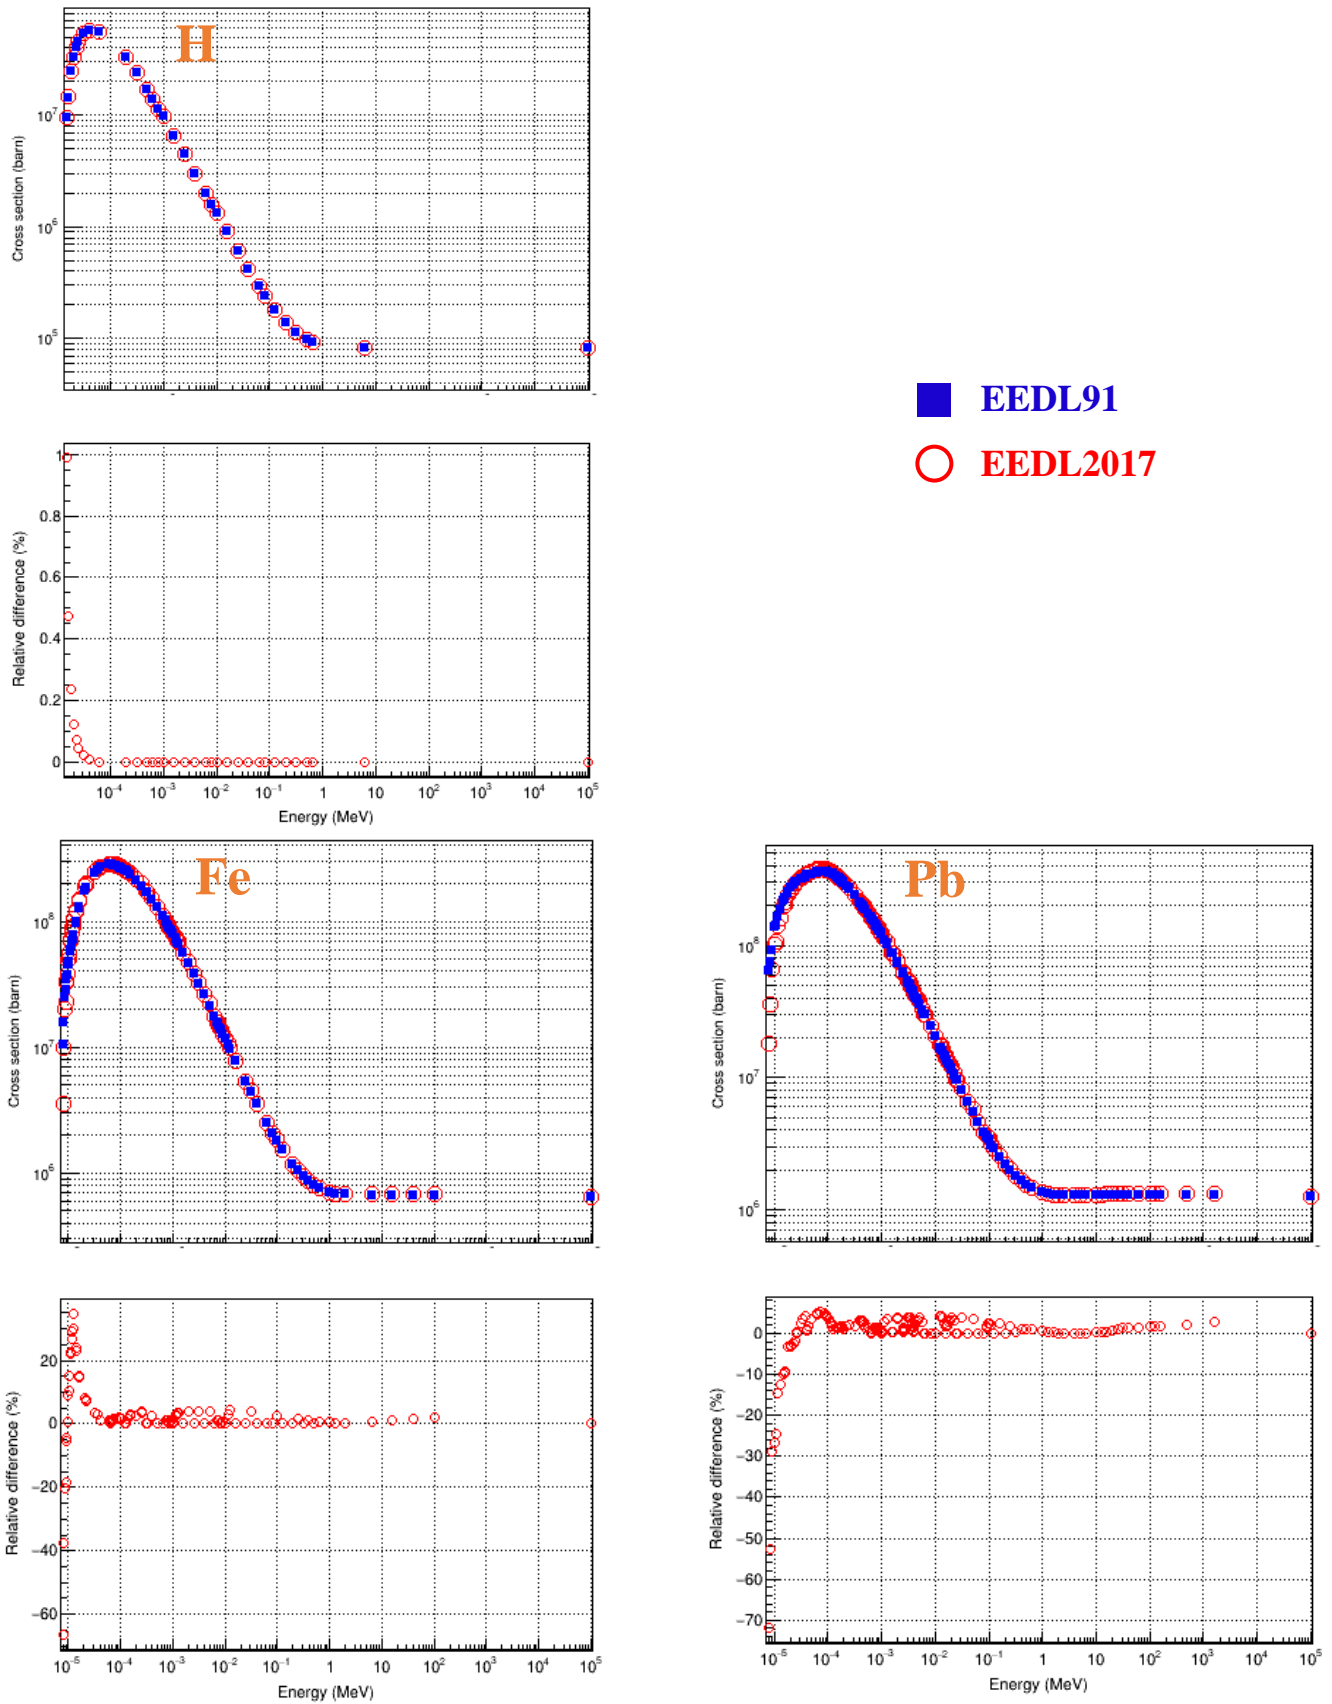 H
10⁷
10⁶
10⁵
Cross section (barn)
EEDL91
EEDL2017
1
0.8
0.6
0.4
0.2
0
Relative difference (%)
10⁻⁴ 10⁻³ 10⁻² 10⁻¹ 1 10 10² 10³ 10⁴ 10⁵
Energy (MeV)
Fe
10⁸
10⁷
10⁶
Cross section (barn)
20
0
−20
−40
−60
Relative difference (%)
10⁻⁵ 10⁻⁴ 10⁻³ 10⁻² 10⁻¹ 1 10 10² 10³ 10⁴ 10⁵
Energy (MeV)
Pb
10⁸
10⁷
10⁶
Cross section (barn)
0
−10
−20
−30
−40
−50
−60
−70
Relative difference (%)
10⁻⁵ 10⁻⁴ 10⁻³ 10⁻² 10⁻¹ 1 10 10² 10³ 10⁴ 10⁵
Energy (MeV)